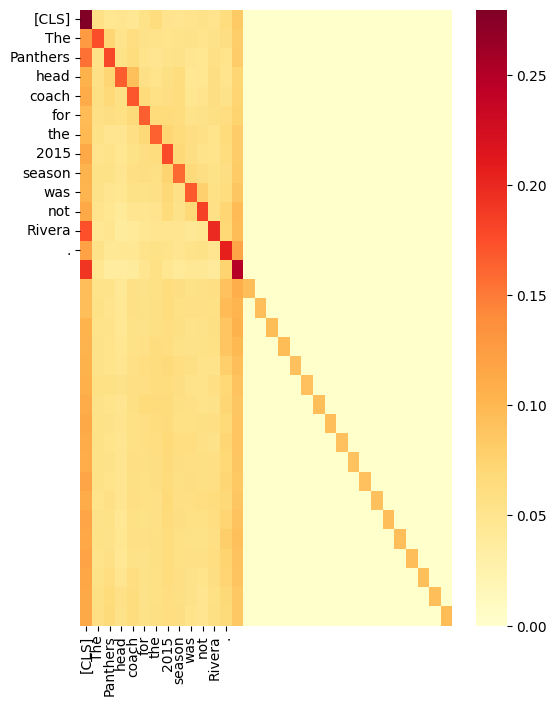 [CLS]
The
Panthers
head
coach
for
the
2015
season
was
not
Rivera
.
0.25
0.20
0.15
0.10
0.05
0.00
[CLS]
The
Panthers
head
coach
for
the
2015
season
was
not
Rivera
.